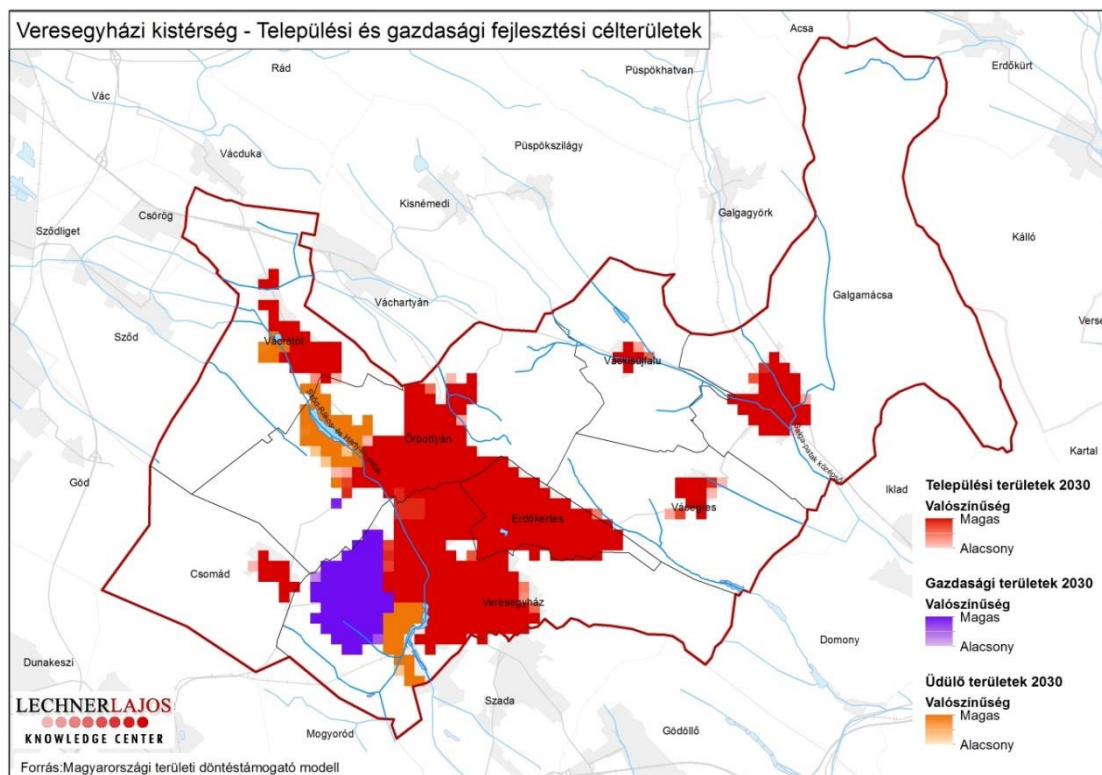 Veresegyházi kistérség - Települési és gazdasági fejlesztési célterületek
Acsa
Rád
Püspökhatvan
Erdőkürt
Vác
Vácduka
Püspökszilágy
Kisnémedi
Galgagyörk
Csörög
Sződliget
Kálló
Váchartyán
Galgamácsa
Sződ
Vácrátót
Váckisújfalu
Őrbottyán
Kartal
Göd
Iklad
Vácegres
Erdőkertes
Csomád
Veresegyház
Domony
Dunakeszi
Szada
Mogyoród
Gödöllő
Települési területek 2030
Valószínűség
Magas
Alacsony
Gazdasági területek 2030
Valószínűség
Magas
Alacsony
Üdülő területek 2030
Valószínűség
Magas
Alacsony
LECHNERLAJOS
KNOWLEDGE CENTER
Forrás:Magyarországi területi döntéstámogató modell